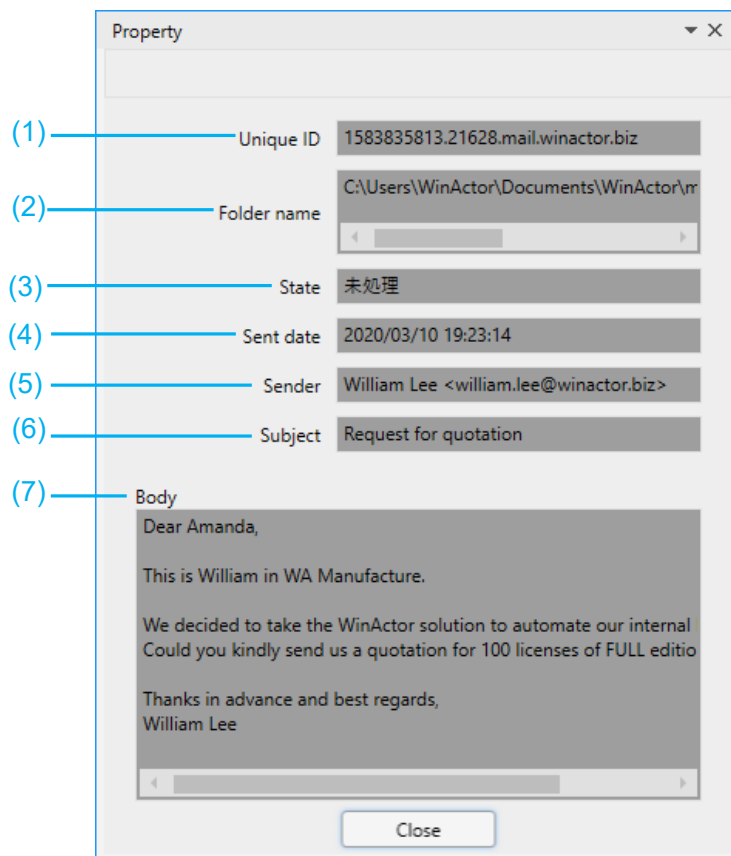 Property
(1) Unique ID 1583835813.21628.mail.winactor.biz
(2) Folder name C:\Users\WinActor\Documents\WinActor\m
(3) State 未処理
(4) Sent date 2020/03/10 19:23:14
(5) Sender William Lee <william.lee@winactor.biz>
(6) Subject Request for quotation
(7) Body
Dear Amanda,
This is William in WA Manufacture.
We decided to take the WinActor solution to automate our internal
Could you kindly send us a quotation for 100 licenses of FULL editio
Thanks in advance and best regards,
William Lee
Close